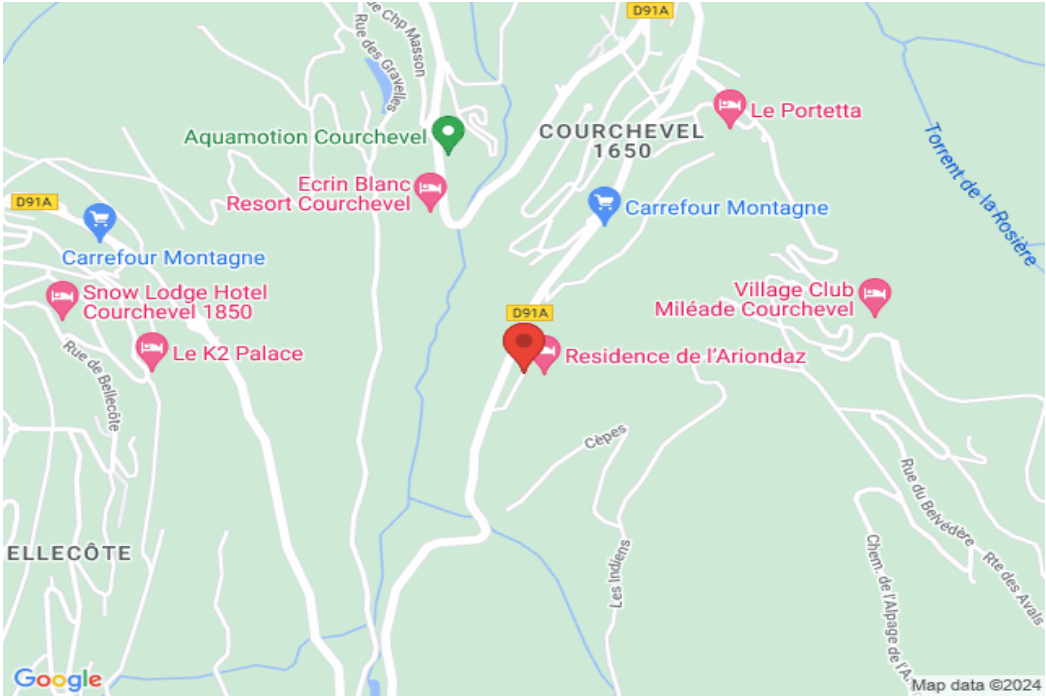 D91A
ue Chp Masson
Rue des Gravelles
Le Portetta
Aquamotion Courchevel
COURCHEVEL
1650
Torrent de la Rosière
Ecrin Blanc
Resort Courchevel
D91A
Carrefour Montagne
Carrefour Montagne
Snow Lodge Hotel
Courchevel 1850
Village Club
Miléade Courchevel
D91A
Le K2 Palace
Residence de l'Ariondaz
Rue de Bellecôte
Cèpes
Rue du Belvédère
ELLECÔTE
Les Indiens
Chem. de l'Alpage de l'A
Rte des Avals
Google
Map data ©2024